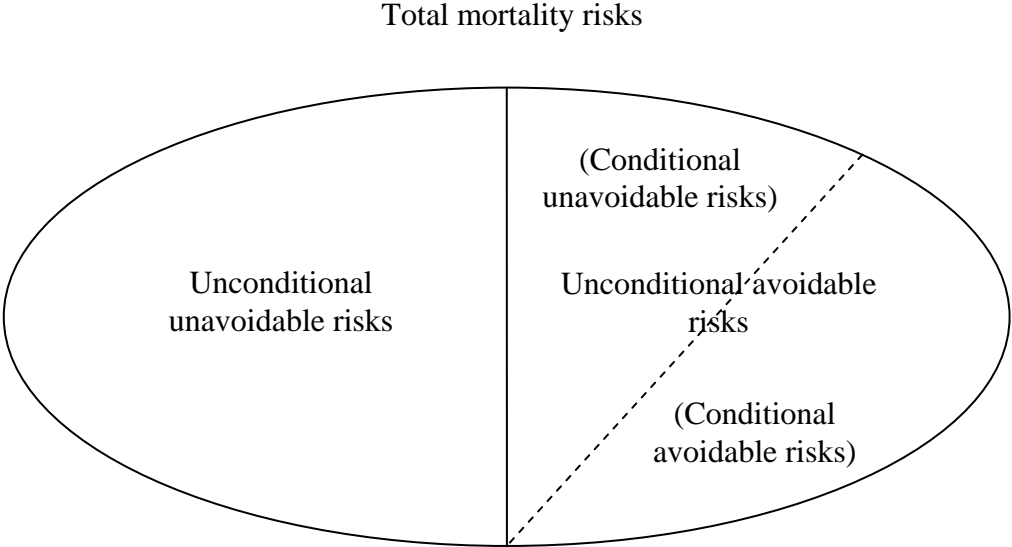 Total mortality risks
(Conditional
unavoidable risks)
Unconditional
unavoidable risks
Unconditional avoidable
risks
(Conditional
avoidable risks)